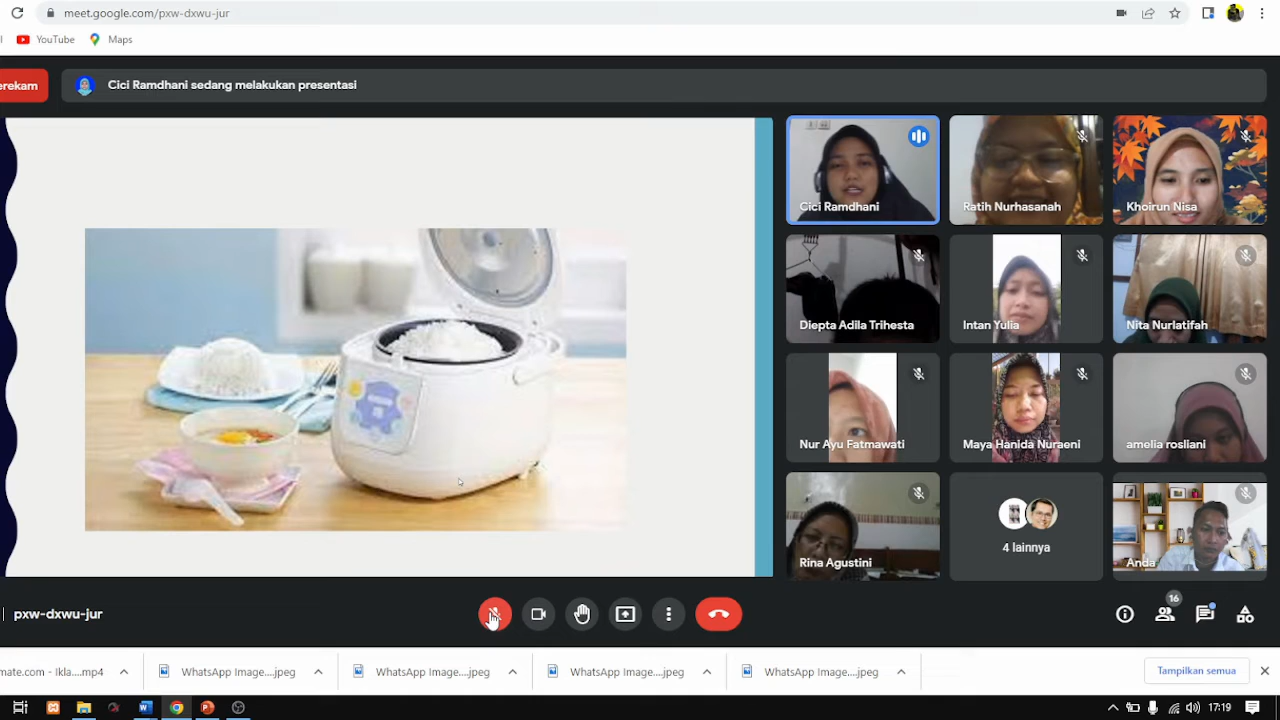 meet.google.com/pxw-dxwu-jur
YouTube
Maps
erekam
Cici Ramdhani sedang melakukan presentasi
Cici Ramdhani
Ratih Nurhasanah
Khoirun Nisa
Diepta Adila Trihesta
Intan Yulia
Nita Nurlatifah
Nur Ayu Fatmawati
Maya Hanida Nuraeni
amelia rosliani
Rina Agustini
4 lainnya
Anda
pxw-dxwu-jur
16
mate.com - Ikla....mp4
WhatsApp Image....jpeg
WhatsApp Image....jpeg
WhatsApp Image....jpeg
WhatsApp Image....jpeg
Tampilkan semua
17:19